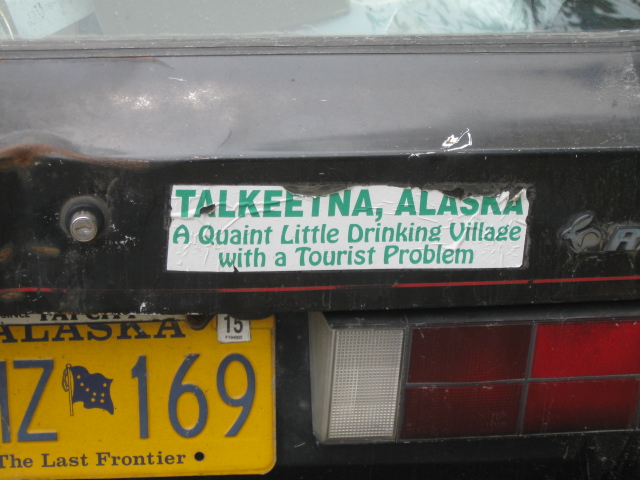 TALKEETNA, ALASKA
A Quaint Little Drinking Village
with a Tourist Problem
ALASKA
15
169
The Last Frontier